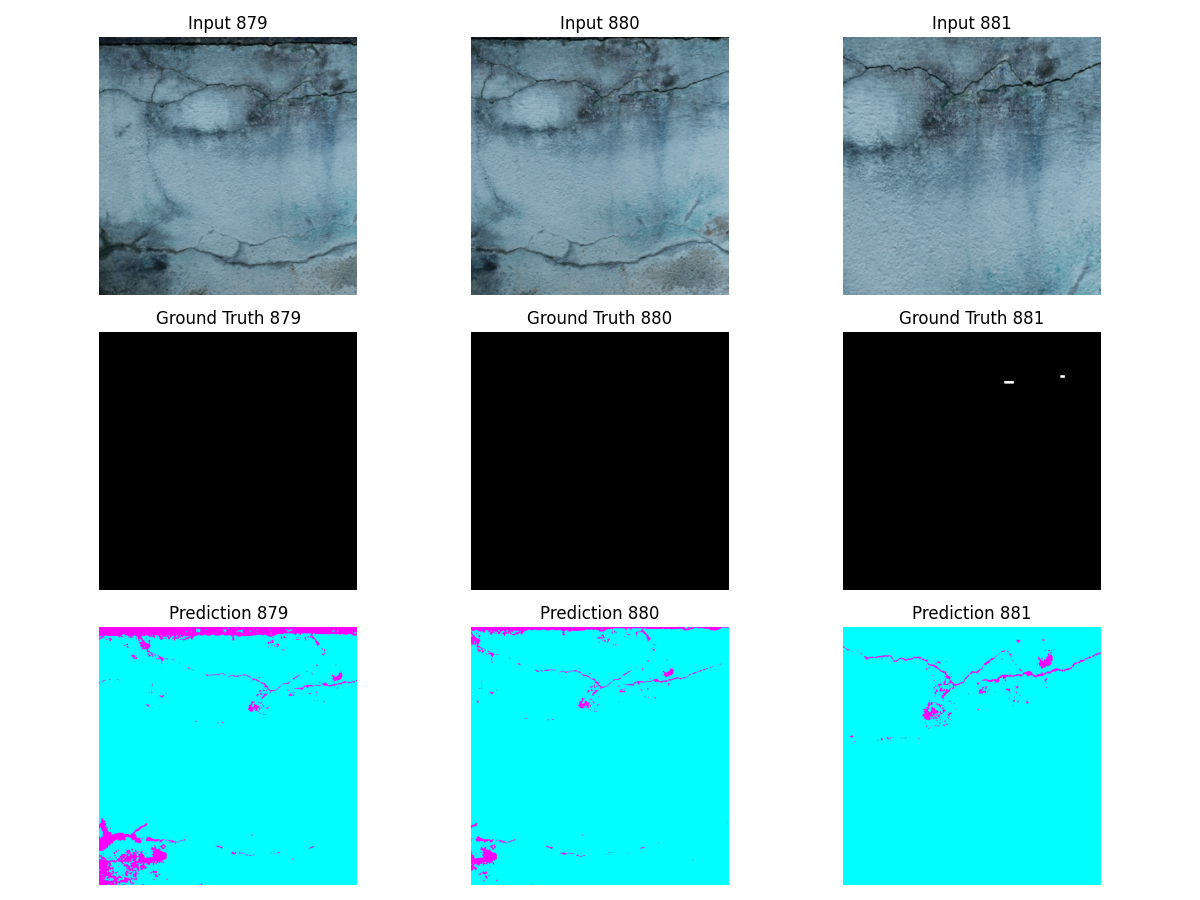 Input 879
Input 880
Input 881
Ground Truth 879
Ground Truth 880
Ground Truth 881
Prediction 879
Prediction 880
Prediction 881